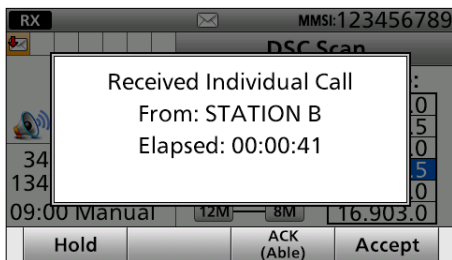 RX
MMSI:123456789
DSC Scan
Received Individual Call
From: STATION B
Elapsed: 00:00:41
34
134
09:00 Manual
12M
8M
16.903.0
Hold
ACK
(Able)
Accept